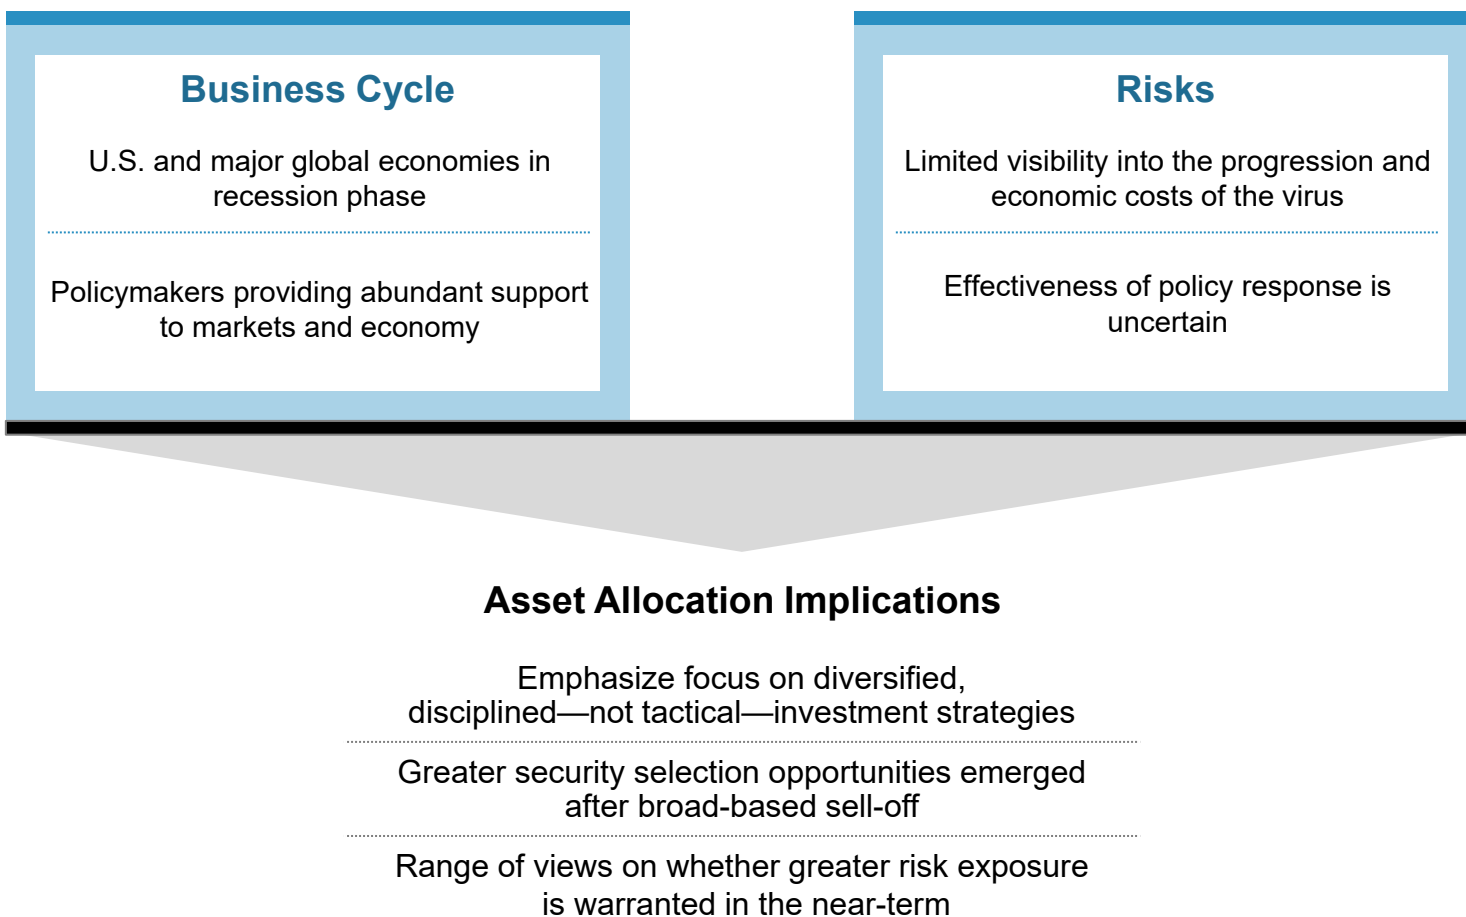 Business Cycle
U.S. and major global economies in
recession phase
Policymakers providing abundant support
to markets and economy
Risks
Limited visibility into the progression and
economic costs of the virus
Effectiveness of policy response is
uncertain
Asset Allocation Implications
Emphasize focus on diversified,
disciplined—not tactical—investment strategies
Greater security selection opportunities emerged
after broad-based sell-off
Range of views on whether greater risk exposure
is warranted in the near-term